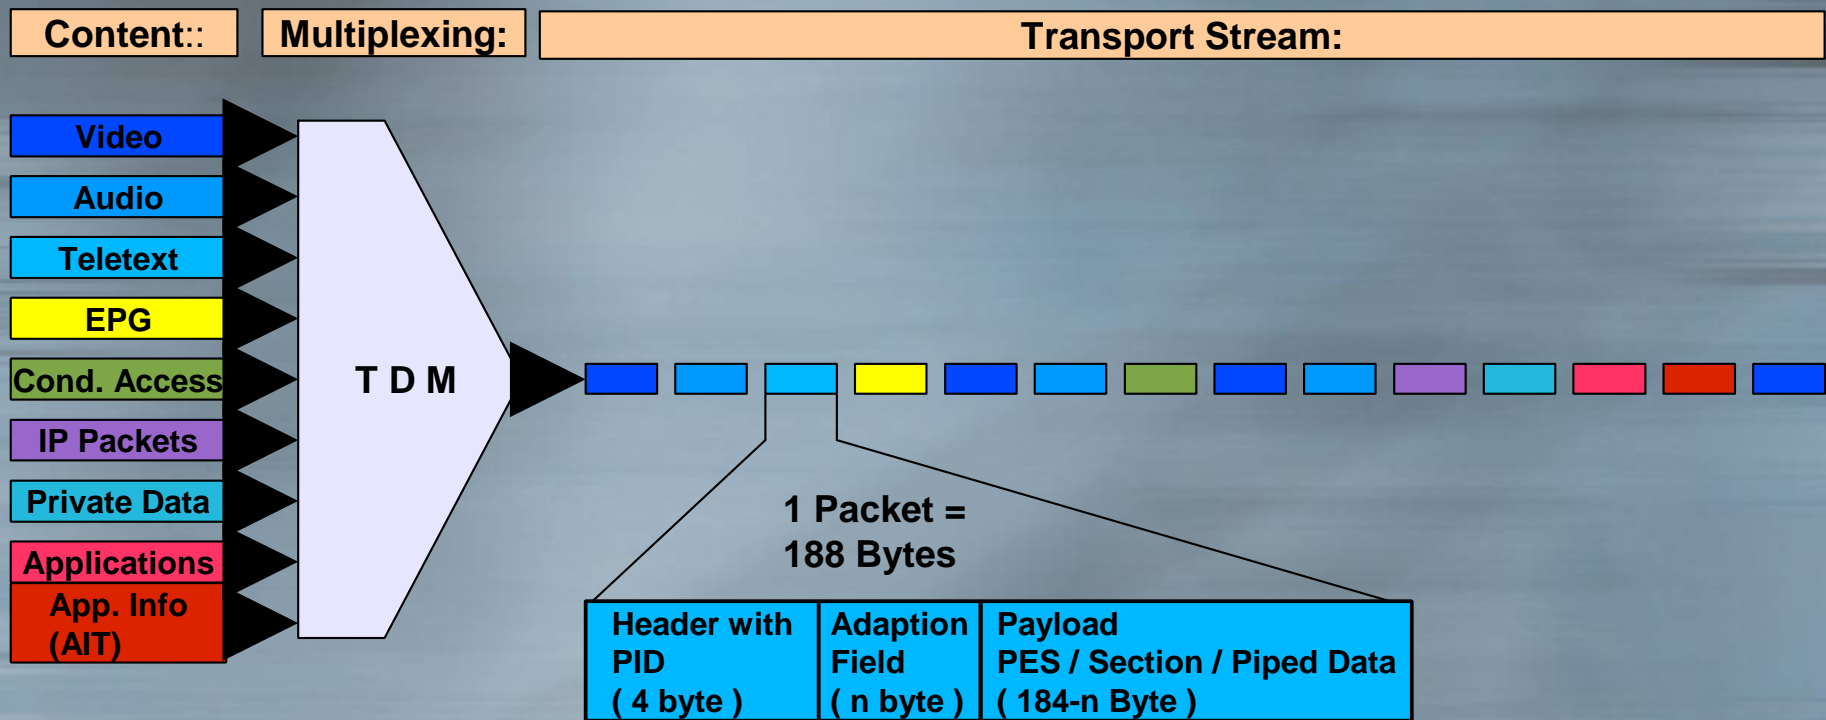 Content::
Multiplexing:
Transport Stream:
Video
Audio
Teletext
EPG
Cond. Access
IP Packets
Private Data
Applications
App. Info
(AIT)
T D M
1 Packet =
188 Bytes
Header with
PID
( 4 byte )
Adaption
Field
( n byte )
Payload
PES / Section / Piped Data
( 184-n Byte )